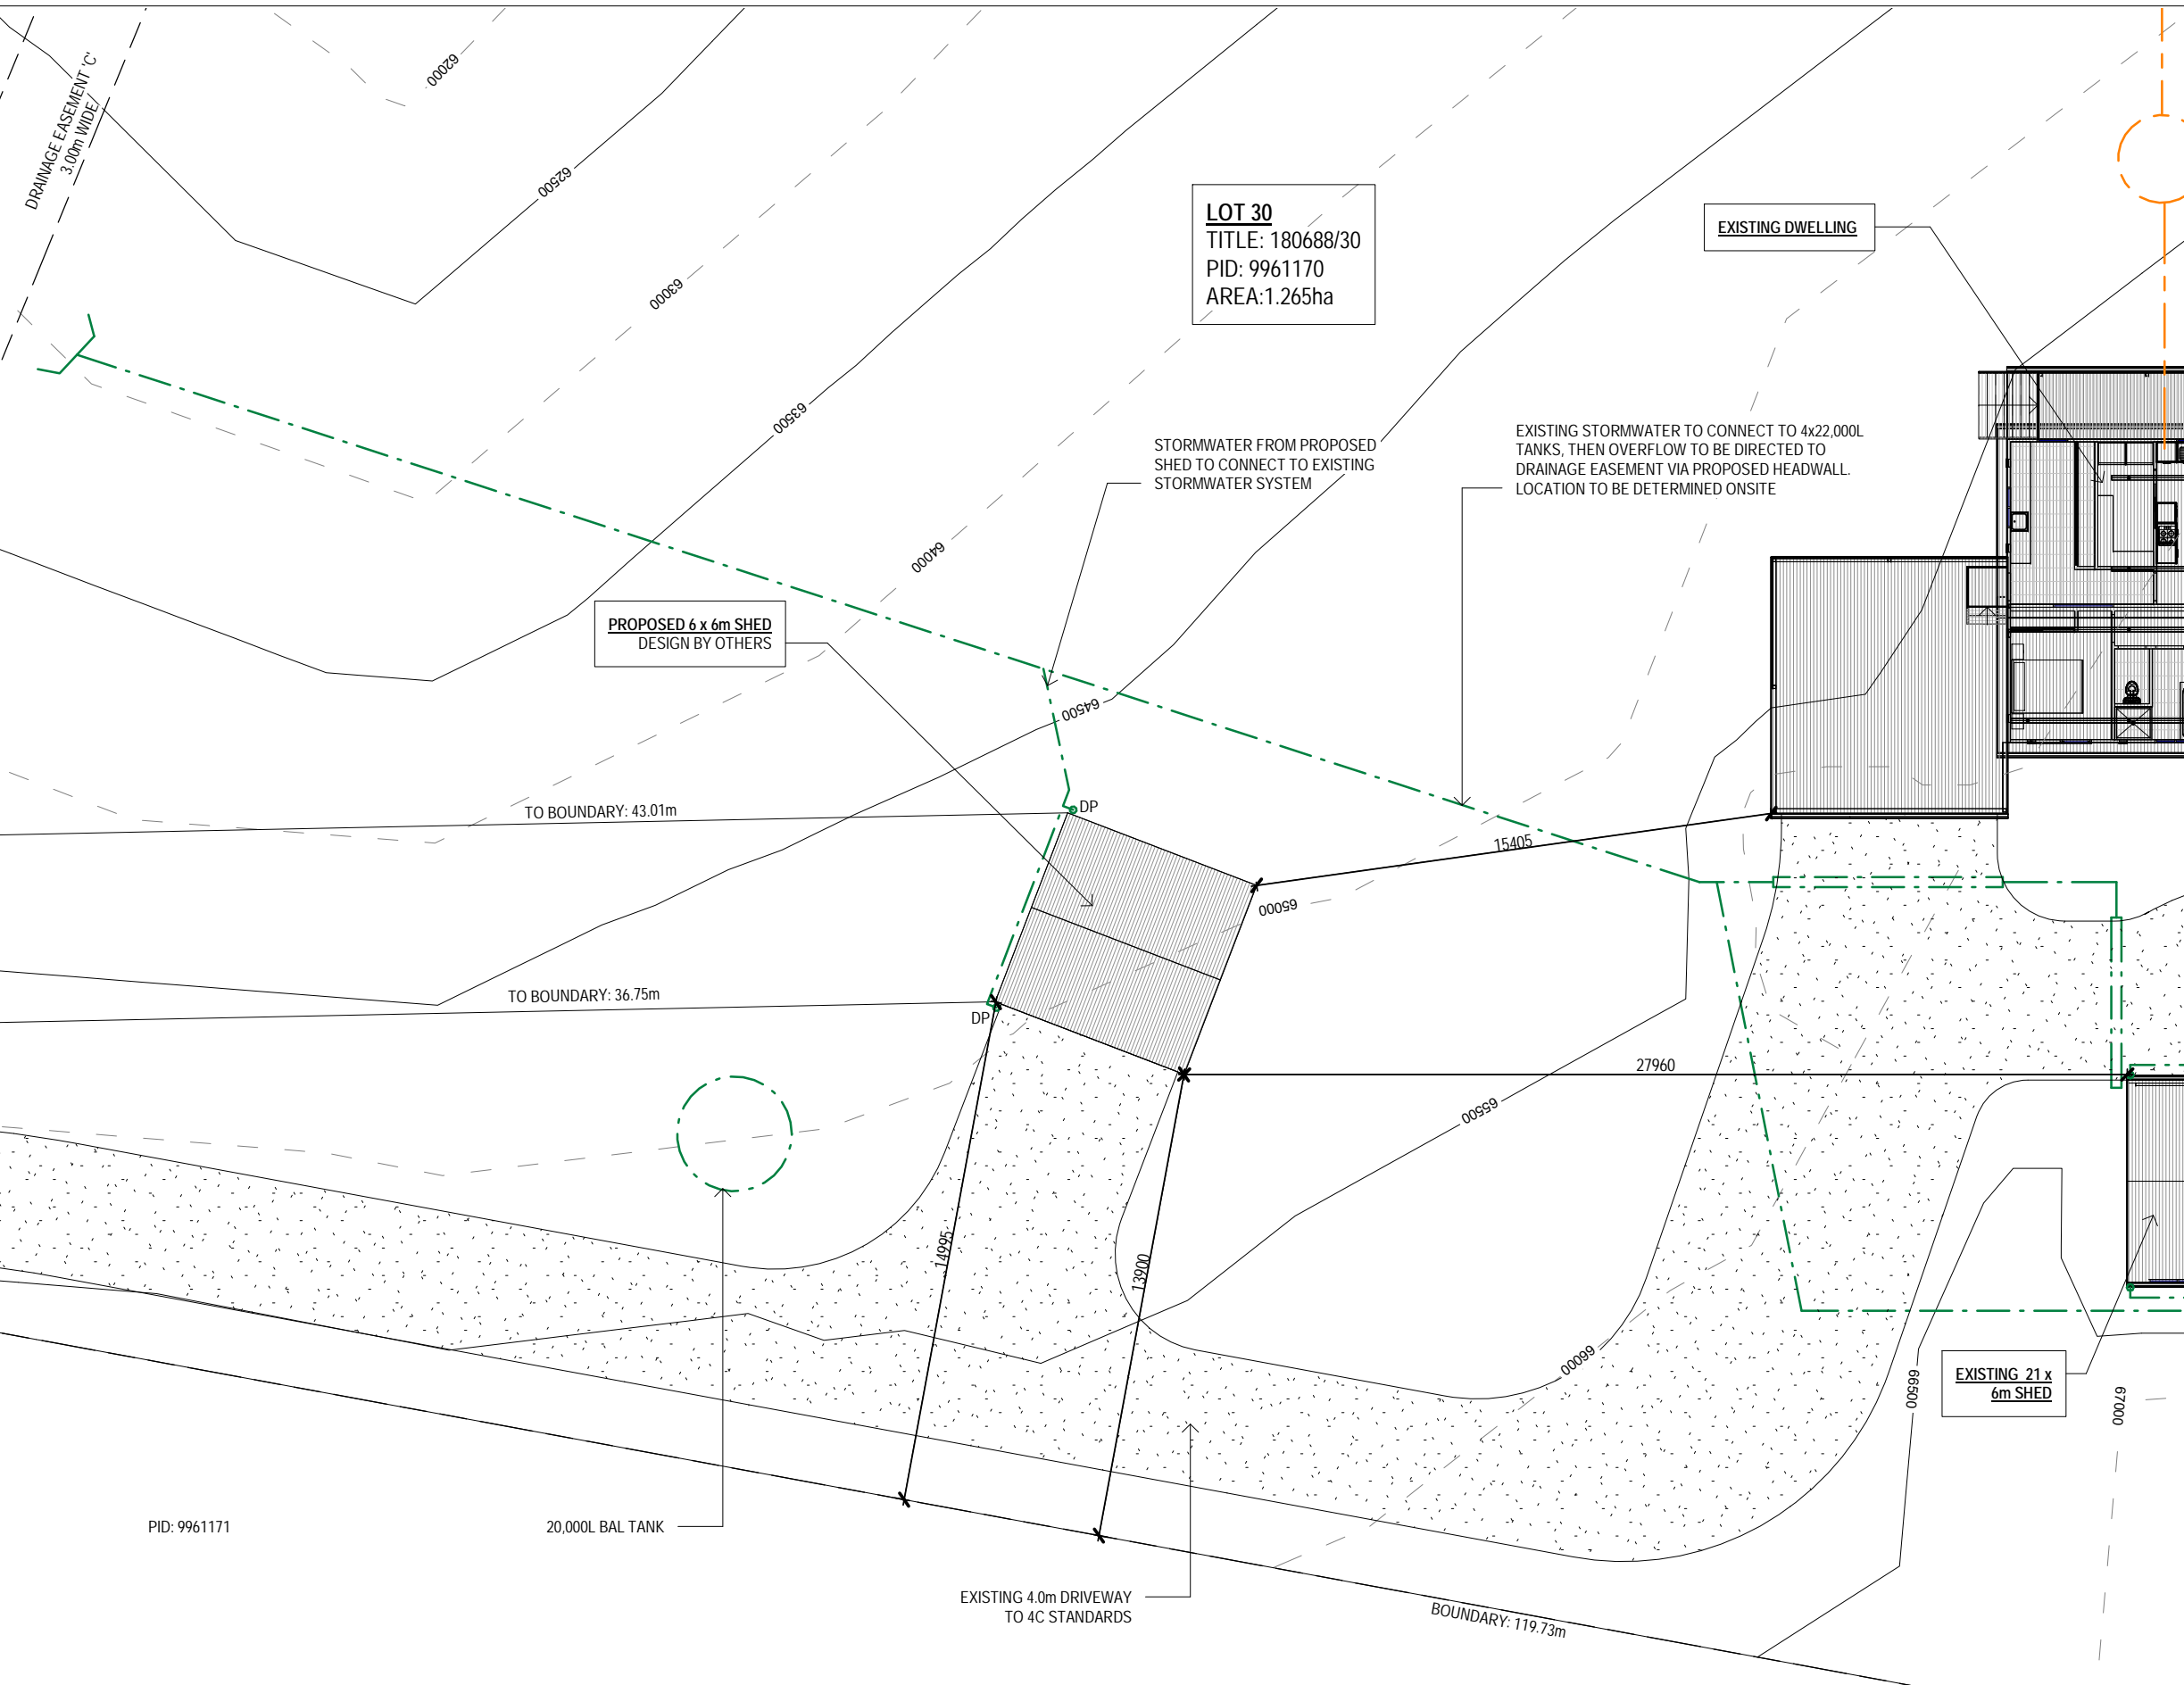 DRAINAGE EASEMENT 'C'
3.00m WIDE
62000
62500
63000
63500
64000
64500
LOT 30
TITLE: 180688/30
PID: 9961170
AREA:1.265ha
EXISTING DWELLING
STORMWATER FROM PROPOSED
SHED TO CONNECT TO EXISTING
STORMWATER SYSTEM
EXISTING STORMWATER TO CONNECT TO 4x22,000L
TANKS, THEN OVERFLOW TO BE DIRECTED TO
DRAINAGE EASEMENT VIA PROPOSED HEADWALL.
LOCATION TO BE DETERMINED ONSITE
PROPOSED 6 x 6m SHED
DESIGN BY OTHERS
TO BOUNDARY: 43.01m
DP
15405
65000
TO BOUNDARY: 36.75m
DP
27960
65500
14995
13900
66000
66500
EXISTING 21 x
6m SHED
67000
PID: 9961171
20,000L BAL TANK
EXISTING 4.0m DRIVEWAY
TO 4C STANDARDS
BOUNDARY: 119.73m